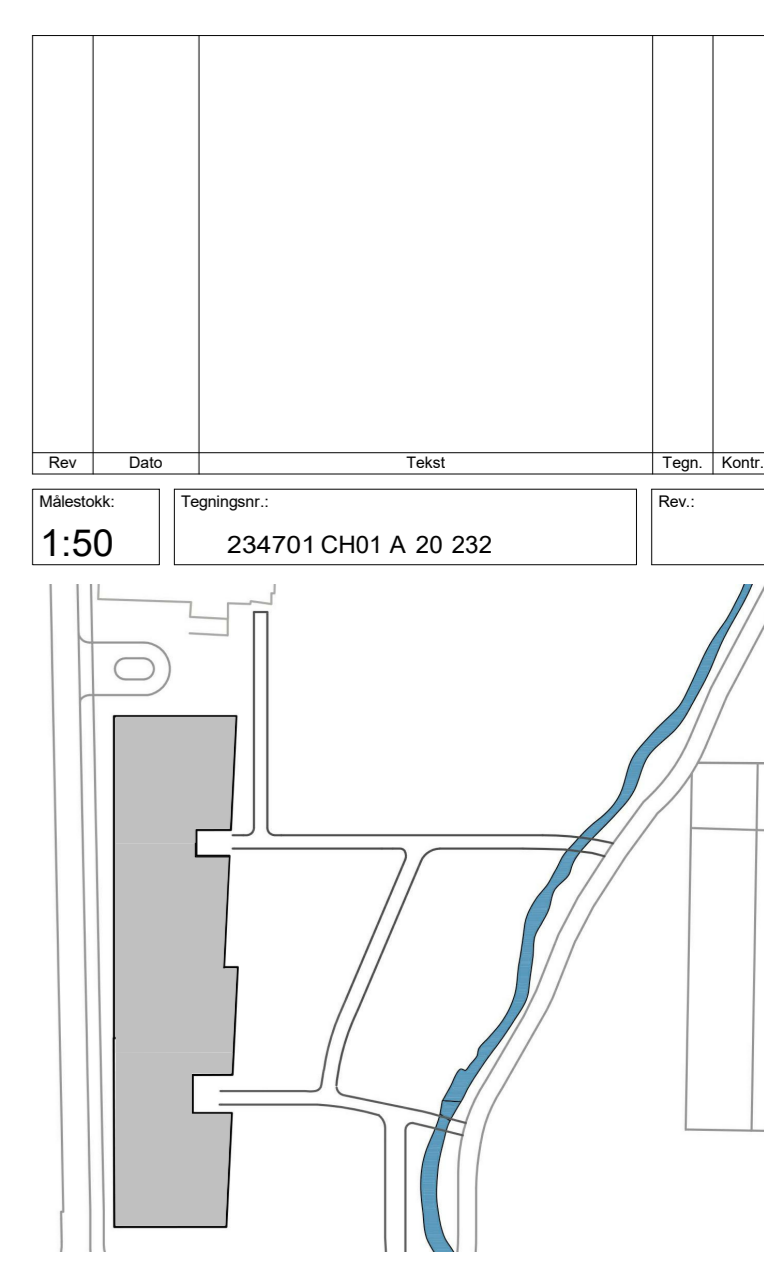 Rev Dato Tekst Tegn. Kontr.
Målestokk: Tegningsnr.: Rev.:
1:50 234701 CH01 A 20 232